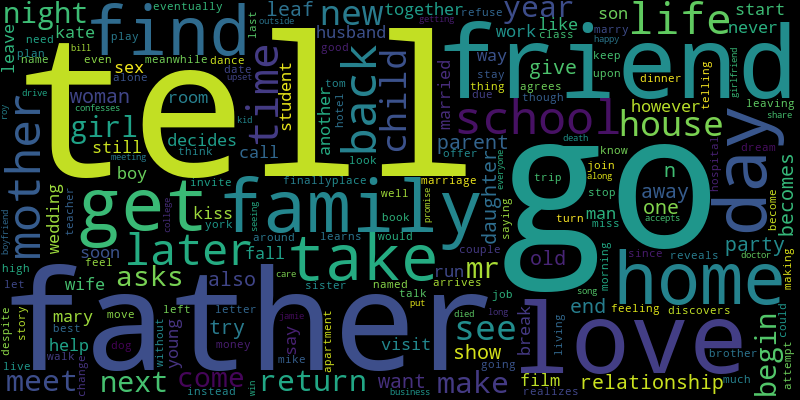 tell
go
father
friend
family
love
find
get
home
school
day
take
life
mother
girl
back
child
time
new
night
house
later
see
year
asks
meet
next
come
return
make
relationship
begin
becomes
mr
party
old
show
also
try
wife
mary
help
soon
boy
woman
sex
still
kate
leave
leaf
together
husband
work
like
son
start
never
give
way
stay
thing
however
parent
married
daughter
student
another
room
decides
think
call
kiss
wedding
teacher
invite
york
finallyplace
look
offer
marriage
well
book
promise
learns
would
around
fall
feel
high
let
boyfriend
despite
story
live
move
best
walk
change
dog
without
young
left
letter
money
mike
instead
win
say
jamie
apartment
sister
named
care
talk
put
visit
want
business
died
job
long
going
run
arrives
couple
song
end
feeling
break
film
realizes
living
discovers
brother
much
attempt
could
making
become
doctor
since
reveals
morning
miss
man
one
away
n
know
join
along
stop
turn
trip
saying
everyone
accepts
death
hospital
dream
telling
leaving
share
girlfriend
dinner
though
due
upon
keep
happy
marry
class
refuse
getting
outside
last
date
upset
kid
alone
dance
play
meanwhile
eventually
even
bill
plan
name
need
roy
drive
confesses
meeting
college
seeing
hotel
tom
good
agrees